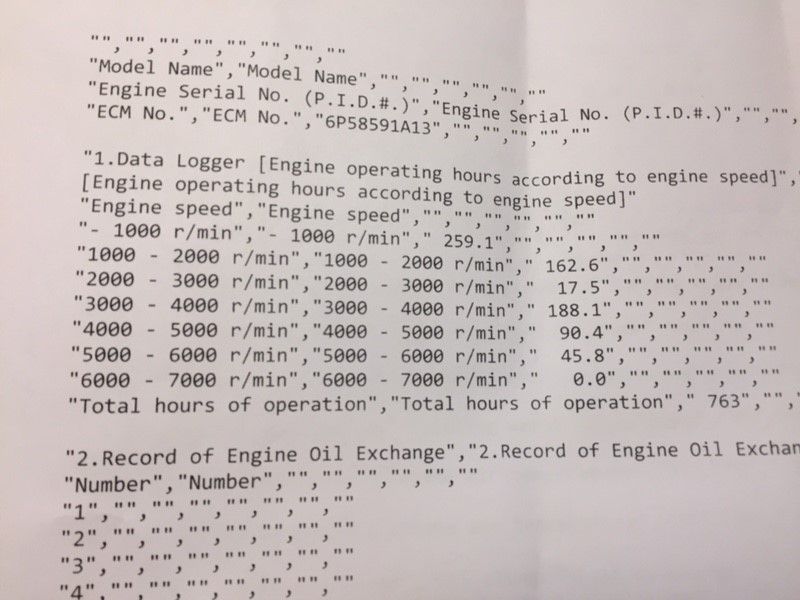 "","","","","","","",""
"Model Name","Model Name","","","","","",""
"Engine Serial No. (P.I.D.#.)","Engine Serial No. (P.I.D.#.)","","",
"ECM No.","ECM No.","6P58591A13","","","","",""
"1.Data Logger [Engine operating hours according to engine speed]","
[Engine operating hours according to engine speed]"
"Engine speed","Engine speed","","","","","",""
"- 1000 r/min","- 1000 r/min"," 259.1","","","","",""
"1000 - 2000 r/min","1000 - 2000 r/min"," 162.6","","","","",""
"2000 - 3000 r/min","2000 - 3000 r/min","  17.5","","","","",""
"3000 - 4000 r/min","3000 - 4000 r/min"," 188.1","","","","",""
"4000 - 5000 r/min","4000 - 5000 r/min","  90.4","","","","",""
"5000 - 6000 r/min","5000 - 6000 r/min","  45.8","","","","",""
"6000 - 7000 r/min","6000 - 7000 r/min","   0.0","","","","",""
"Total hours of operation","Total hours of operation"," 763","","
"2.Record of Engine Oil Exchange","2.Record of Engine Oil Exchan
"Number","Number","","","","","",""
"1","","","","","","",""
"2","","","","","","",""
"3","","","","","","",""
"4","","","","","","",""